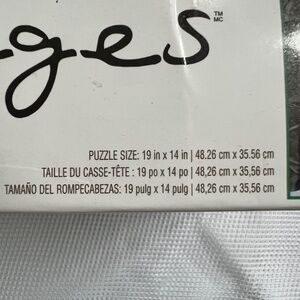 ges ™ MC
PUZZLE SIZE: 19 in x 14 in | 48.26 cm x 35.56 cm
TAILLE DU CASSE-TÊTE : 19 po x 14 po | 48,26 cm x 35,56 cm
TAMAÑO DEL ROMPECABEZAS: 19 pulg x 14 pulg | 48,26 cm x 35,56 cm